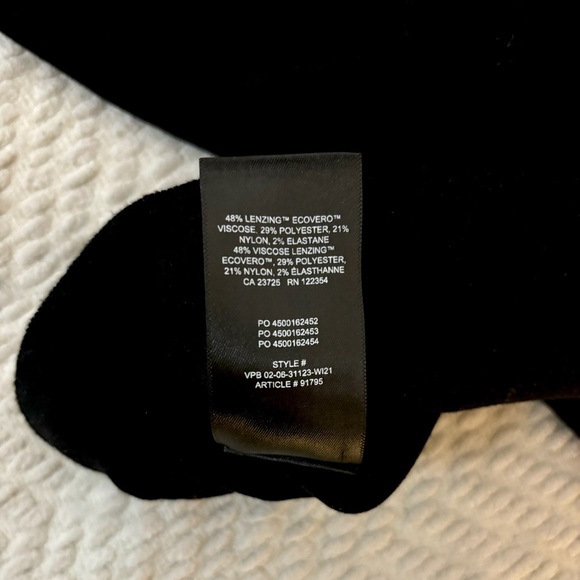 48% LENZING™ ECOVERO™
VISCOSE, 29% POLYESTER, 21%
NYLON, 2% ELASTANE
48% VISCOSE LENZING™
ECOVERO™, 29% POLYESTER,
21% NYLON, 2% ÉLASTHANNE
CA 23725 RN 122354
PO 4500162452
PO 4500162453
PO 4500162454
STYLE #
VPB 02-06-31123-WI21
ARTICLE # 91795